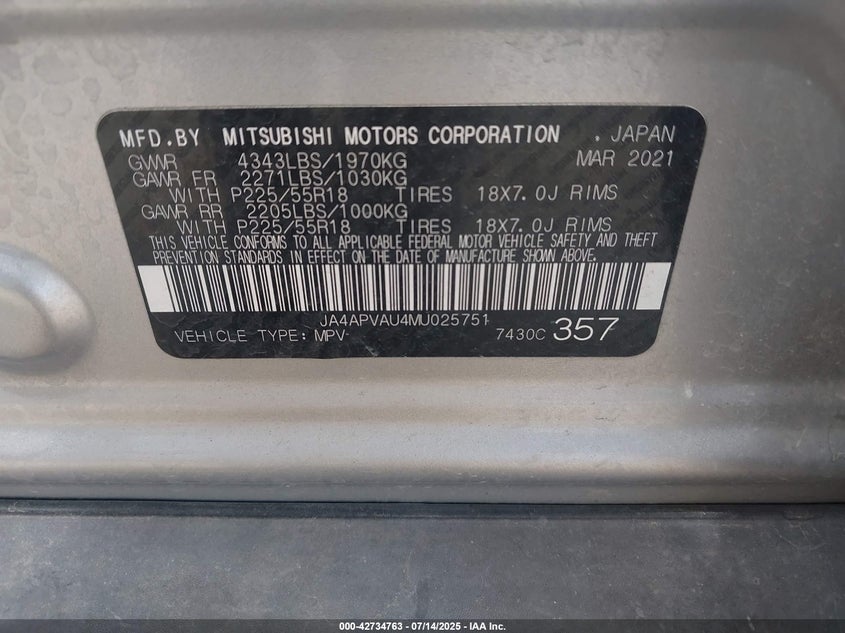 MFD.BY MITSUBISHI MOTORS CORPORATION . JAPAN
GVWR 4343LBS/1970KG MAR 2021
GAWR FR 2271LBS/1030KG
WITH P225/55R18 TIRES 18X7.0J RIMS
GAWR RR 2205LBS/1000KG
WITH P225/55R18 TIRES 18X7.0J RIMS
THIS VEHICLE CONFORMS TO ALL APPLICABLE FEDERAL MOTOR VEHICLE SAFETY AND THEFT
PREVENTION STANDARDS IN EFFECT ON THE DATE OF MANUFACTURE SHOWN ABOVE.
JA4APVAU4MU025751
VEHICLE TYPE: MPV 7430C 357
000-42734763 - 07/14/2025 - IAA Inc.